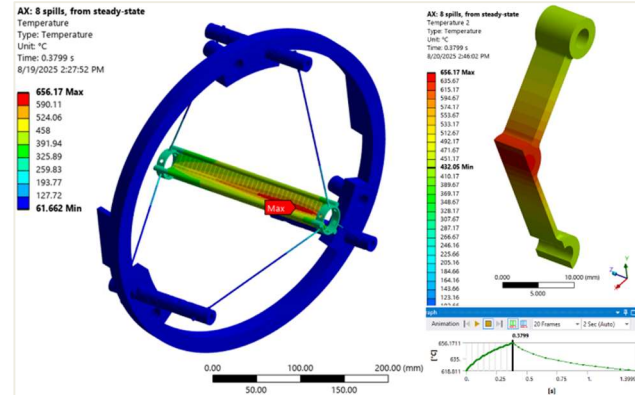 AX: 8 spills, from steady-state
Temperature
Type: Temperature
Unit: °C
Time: 0.3799 s
8/19/2025 2:27:52 PM
656.17 Max
590.11
524.06
458
391.94
325.89
259.83
193.77
127.72
61.662 Min
Max
0.00 100.00 200.00 (mm)
50.00 150.00
AX: 8 spills, from steady-state
Temperature 2
Type: Temperature
Unit: °C
Time: 0.3799 s
8/20/2025 2:46:02 PM
656.17 Max
635.67
615.17
594.67
574.17
553.67
533.17
512.67
492.17
471.67
451.17
432.05 Min
410.17
389.67
369.17
348.67
328.17
307.67
287.17
266.67
246.16
225.66
205.16
184.66
164.16
143.66
123.16
0.000 10.000 (mm)
5.000
Y
Z
Animation 20 Frames 2 Sec (Auto)
0.3799
656.1711
[°C]
635.
0. 0.25 0.5 0.75 1.
[s]